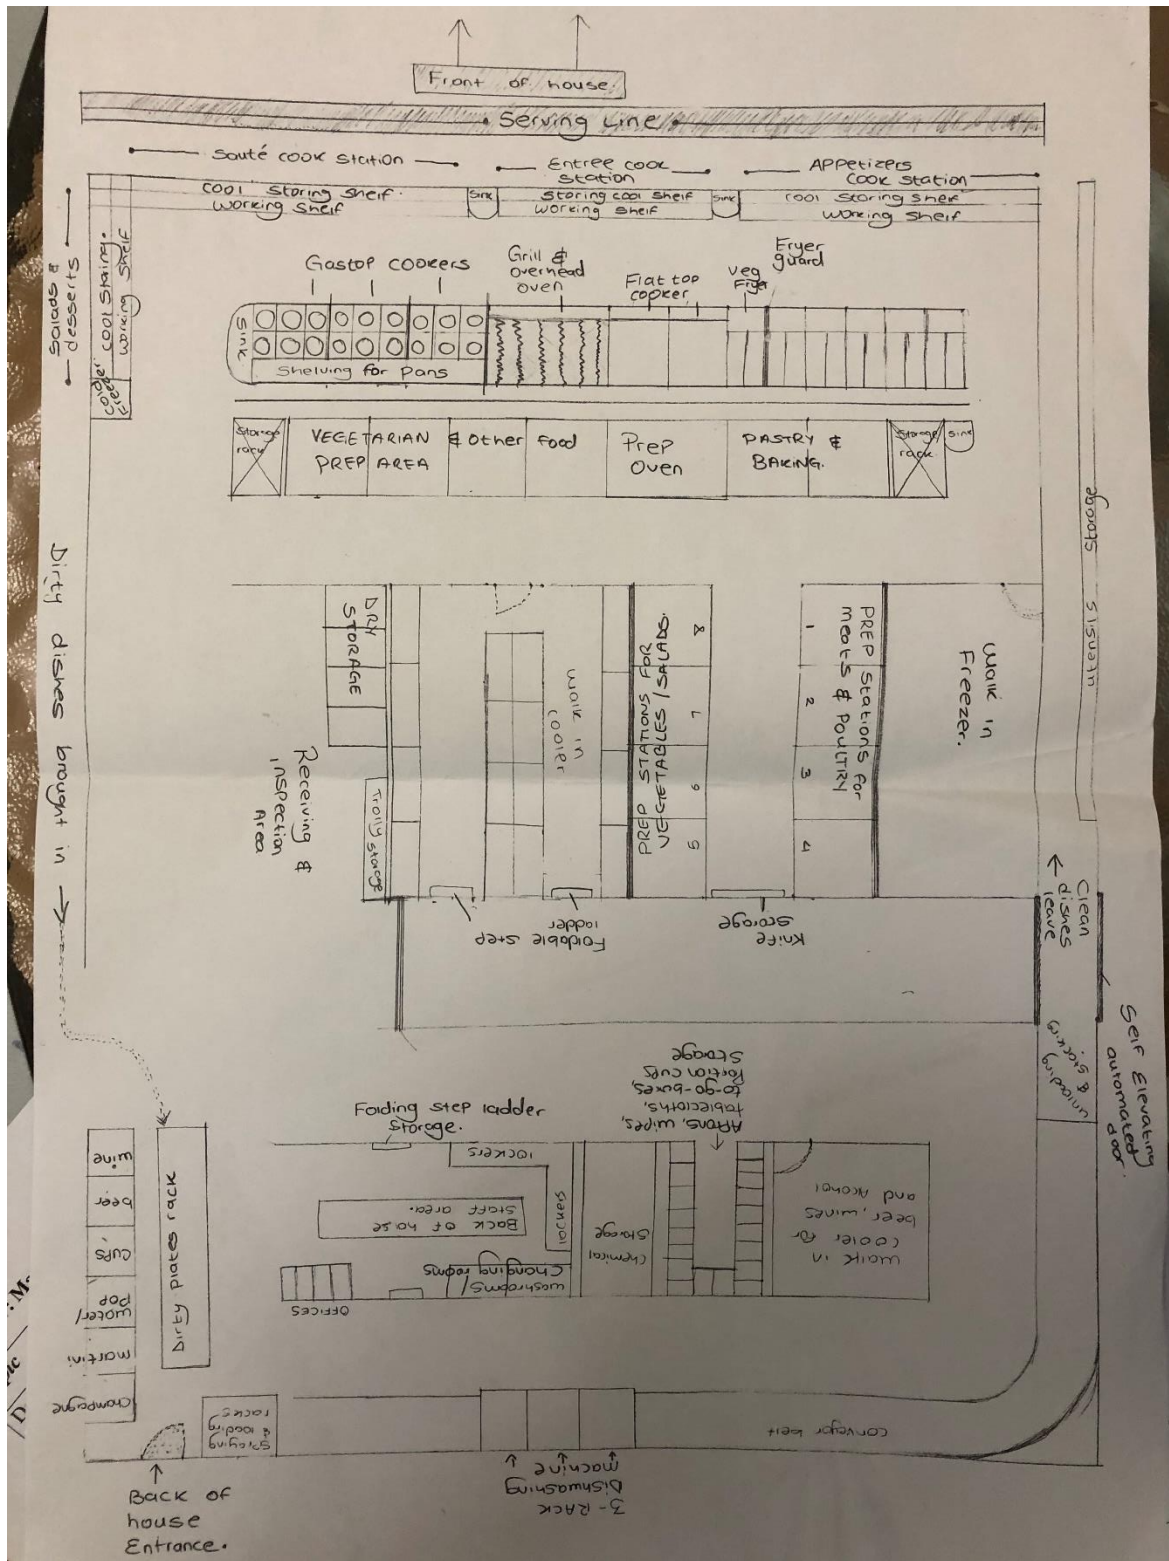 Front of house
Serving Line
Sauté cook station
Entree cook
station
Appetizers
cook station
cool storing shelf.
working shelf
Sink
storing cool shelf
working shelf
Sink
cool storing shelf
working shelf
salads &
desserts
cool storing.
working shelf
Gastop cookers
Grill &
overhead
oven
Flat top
cooker
veg
Fryer
Fryer
guard
Sink
Shelving for pans
Storage
rack
VEGETARIAN & Other Food
PREP AREA
Prep
Oven
PASTRY &
BAKING.
Storage
rack
Sink
Storage
Dirty dishes brought in
DRY
STORAGE
Walk in
cooler
PREP STATIONS FOR
VEGETABLES / SALADS.
8
7
6
5
1
2
3
4
PREP Stations for
meats & POULTRY
Walk in
Freezer.
Receiving &
inspection
Area
Trolly storage
Foldable step
ladder
Knife
storage
Clean
dishes
leave
Self Elevating
automated
door.
unloading
& stacking
Aprons, wipes,
tablecloths,
to-go-boxes,
portion cups
Storage
Folding step ladder
storage.
lockers
lockers
Back of house
staff area.
washrooms/
Changing rooms
OFFICES
Chemical
Storage
Walk in
cooler for
beer, wines
and Alcohol
wine
beer
cups
water/
pop
martini
champagne
Dirty plates rack
spraying
& loading
racks
3-RACK
Dishwashing
machine
conveyor belt
Back of
house
Entrance.